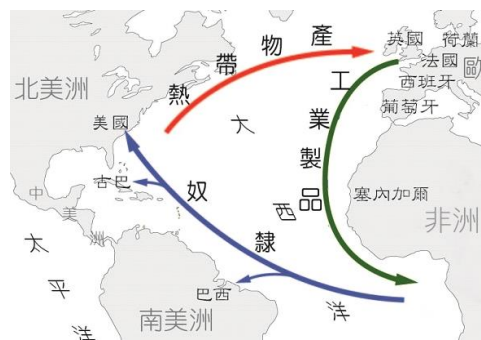 熱帶物產
英國
荷蘭
法國
歐
西班牙
葡萄牙
北美洲
美國
工業製品
大西洋
古巴
中美洲
奴隸
塞內加爾
非洲
太平洋
巴西
南美洲